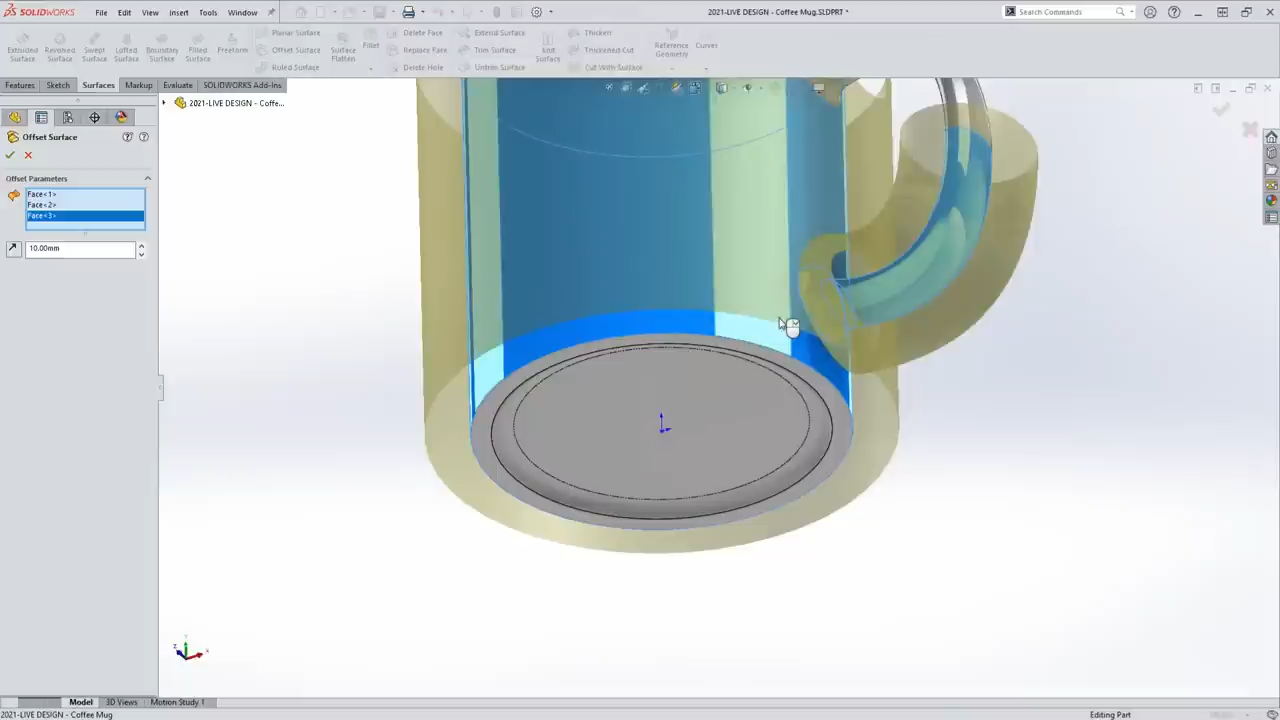 SOLIDWORKS
File
Edit
View
Insert
Tools
Window
2021-LIVE DESIGN - Coffee Mug.SLDPRT *
Search Commands
Extruded Surface
Revolved Surface
Swept Surface
Lofted Surface
Boundary Surface
Filled Surface
Freeform
Planar Surface
Offset Surface
Ruled Surface
Surface Flatten
Fillet
Delete Face
Replace Face
Delete Hole
Extend Surface
Trim Surface
Untrim Surface
Knit Surface
Thicken
Thickened Cut
Cut With Surface
Reference Geometry
Curves
Features
Sketch
Surfaces
Markup
Evaluate
SOLIDWORKS Add-Ins
2021-LIVE DESIGN - Coffe...
Offset Surface
Offset Parameters
Face<1>
Face<2>
Face<3>
10.00mm
Y
Z
X
Model
3D Views
Motion Study 1
2021-LIVE DESIGN - Coffee Mug
Editing Part